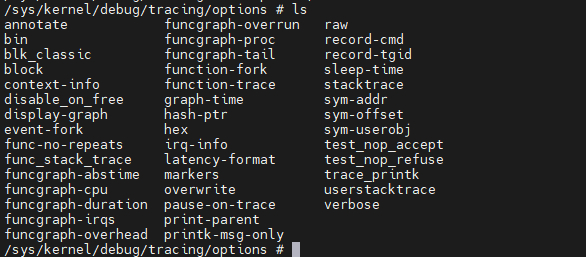 /sys/kernel/debug/tracing/options # ls
annotate funcgraph-overrun raw
bin funcgraph-proc record-cmd
blk_classic funcgraph-tail record-tgid
block function-fork sleep-time
context-info function-trace stacktrace
disable_on_free graph-time sym-addr
display-graph hash-ptr sym-offset
event-fork hex sym-userobj
func-no-repeats irq-info test_nop_accept
func_stack_trace latency-format test_nop_refuse
funcgraph-abstime markers trace_printk
funcgraph-cpu overwrite userstacktrace
funcgraph-duration pause-on-trace verbose
funcgraph-irqs print-parent
funcgraph-overhead printk-msg-only
/sys/kernel/debug/tracing/options #